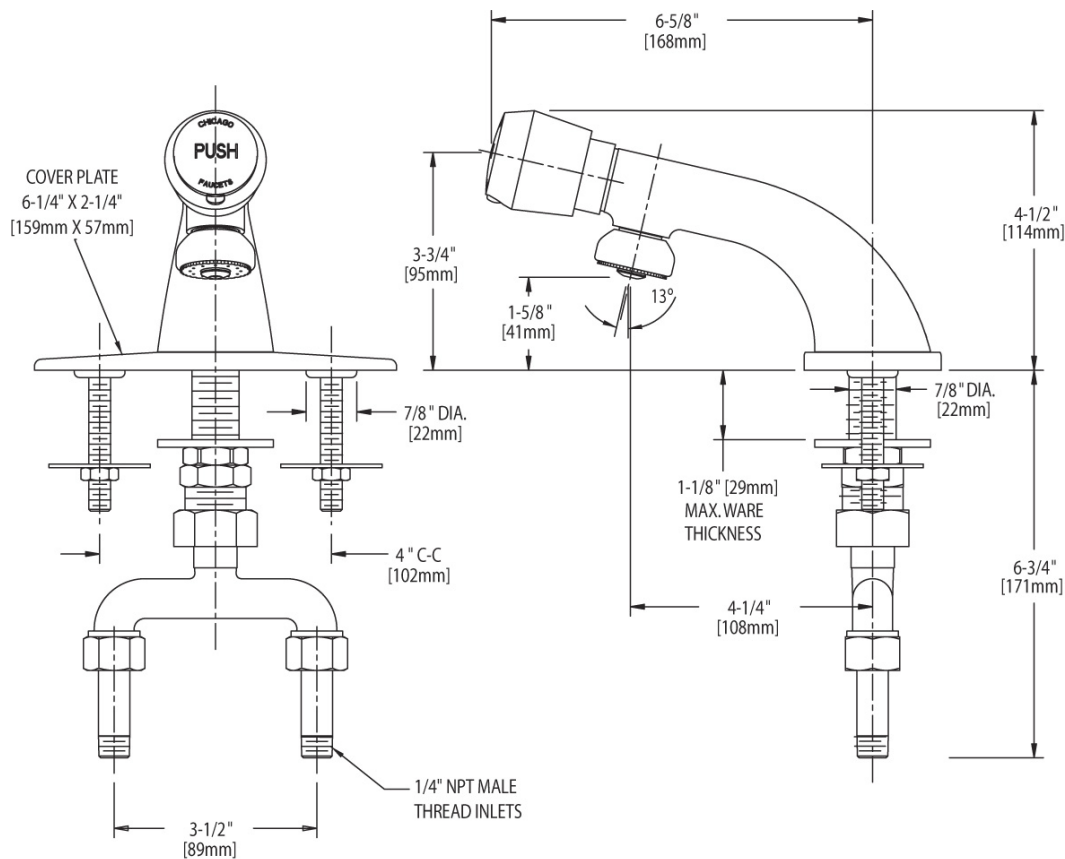 6-5/8"
[168mm]
CHICAGO
PUSH
FAUCETS
COVER PLATE
6-1/4" X 2-1/4"
[159mm X 57mm]
3-3/4"
[95mm]
4-1/2"
[114mm]
1-5/8"
[41mm]
13°
7/8" DIA.
[22mm]
7/8" DIA.
[22mm]
1-1/8" [29mm]
MAX. WARE
THICKNESS
4" C-C
[102mm]
6-3/4"
[171mm]
4-1/4"
[108mm]
1/4" NPT MALE
THREAD INLETS
3-1/2"
[89mm]